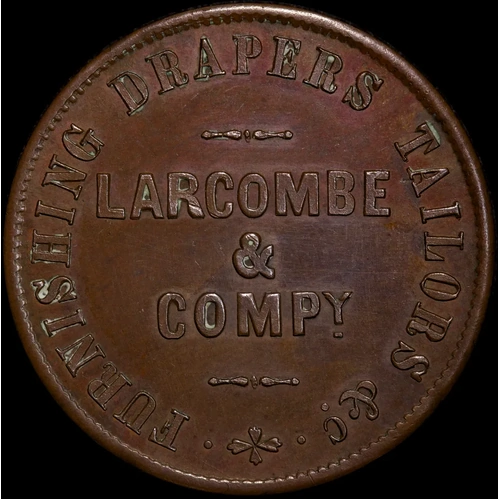 FURNISHING DRAPERS TAILORS &c.
LARCOMBE
&
COMPY